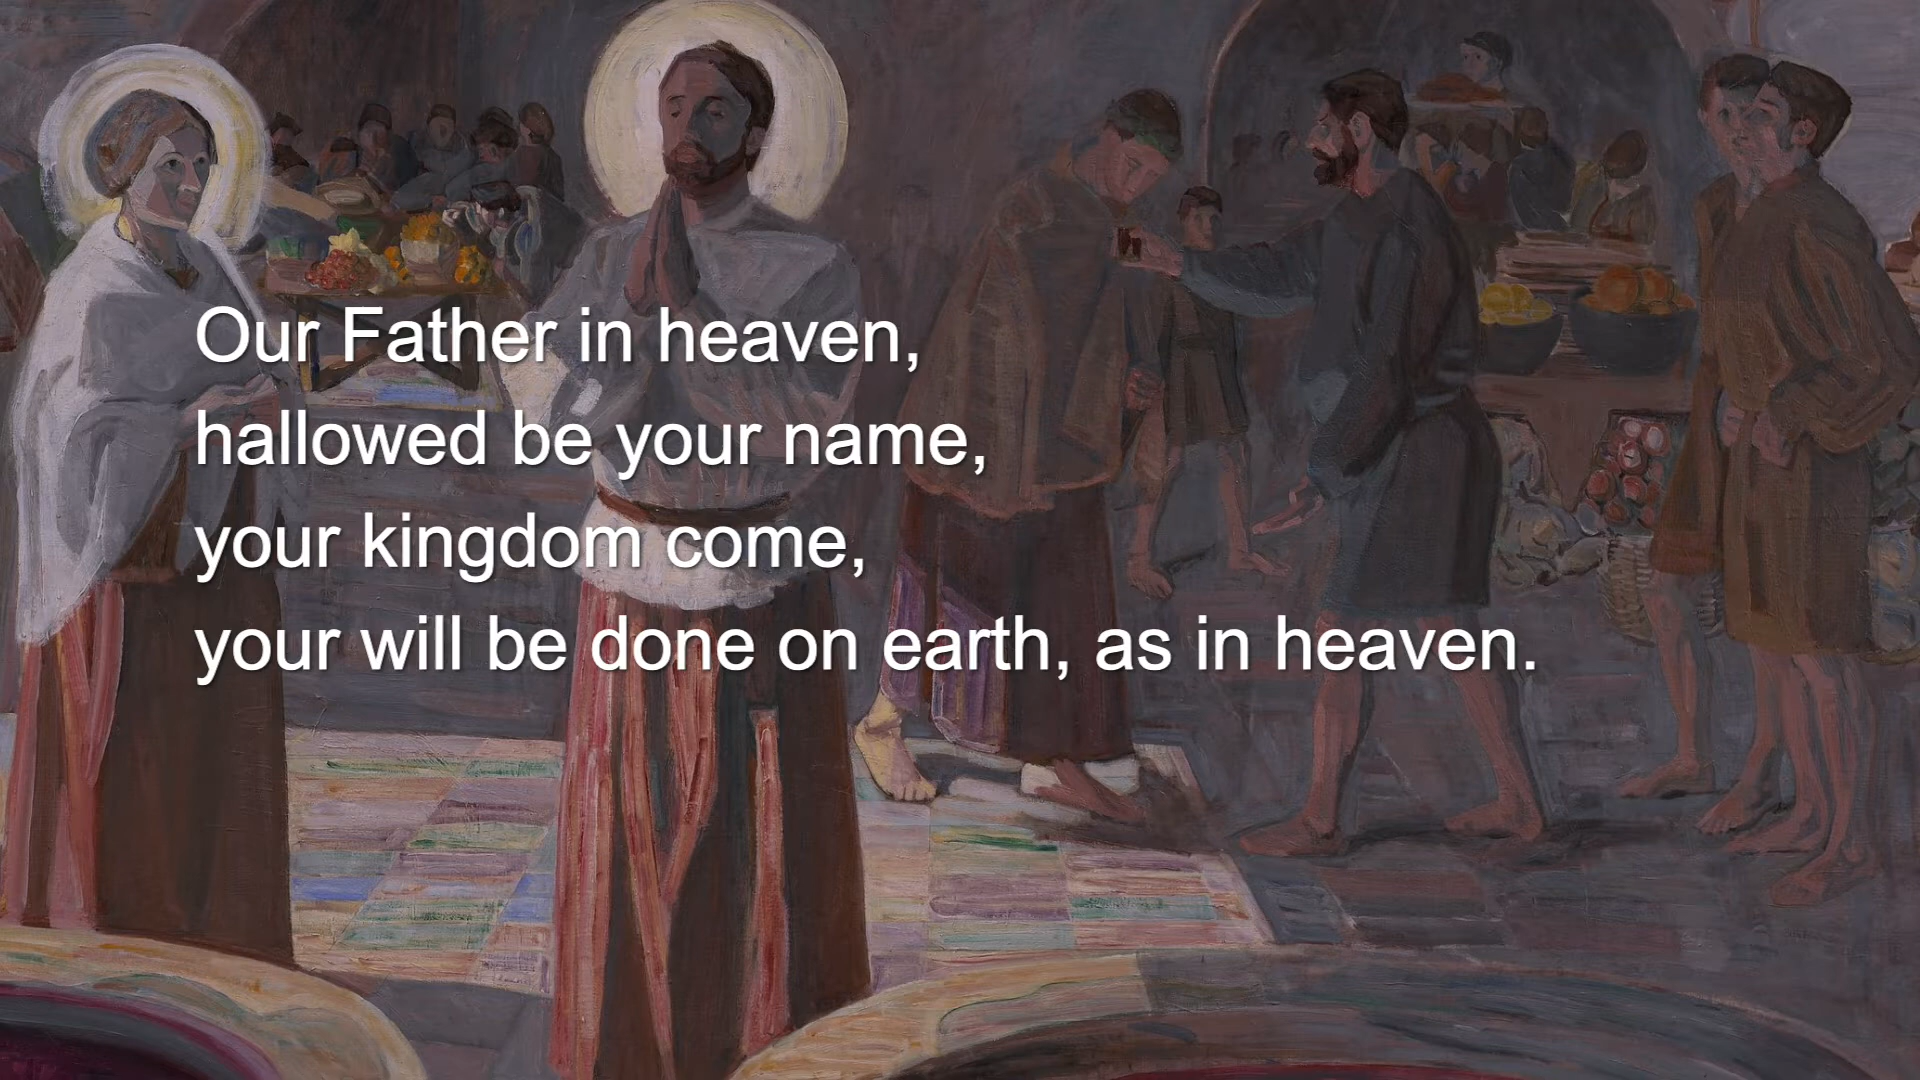 Our Father in heaven,
hallowed be your name,
your kingdom come,
your will be done on earth, as in heaven.